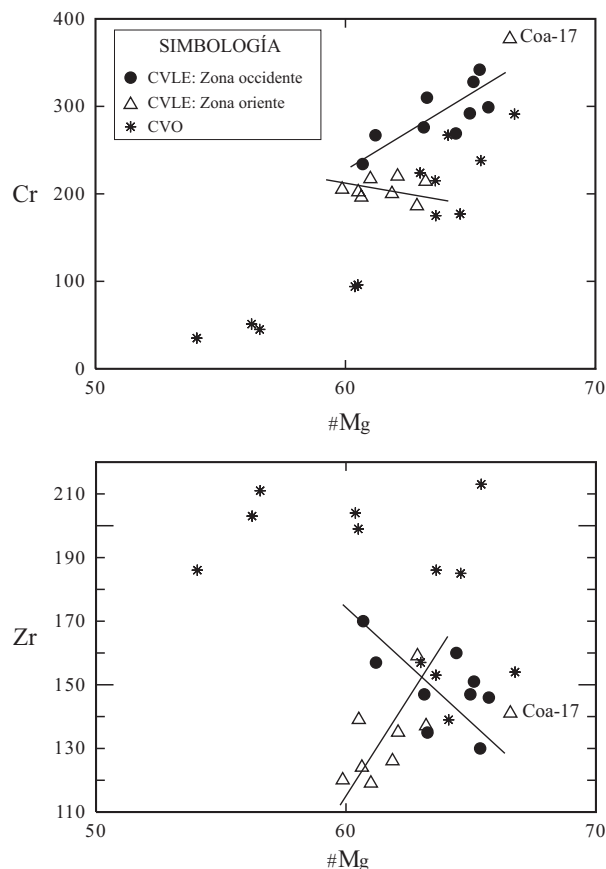 Cr
400
300
200
100
0
SIMBOLOGÍA
CVLE: Zona occidente
CVLE: Zona oriente
CVO
Coa-17
50
60
70
#Mg
Zr
210
190
170
150
130
110
Coa-17
50
60
70
#Mg